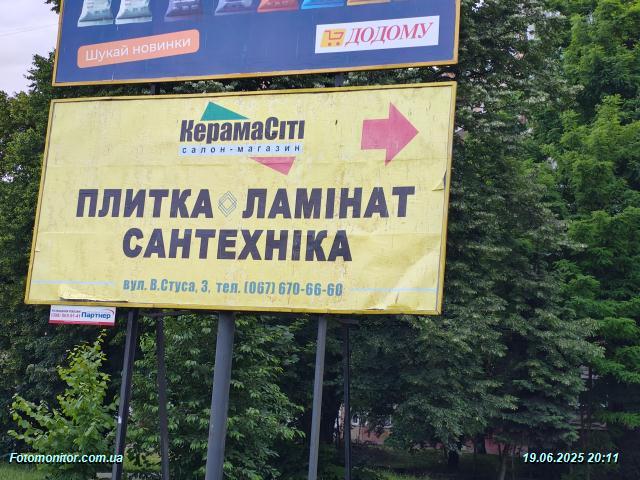 Шукай новинки
ДОДОМУ
КерамаСіті
салон-магазин
ПЛИТКА ЛАМІНАТ
САНТЕХНІКА
вул. В.Стуса, 3, тел. (067) 670-66-60
Партнер
Fotomonitor.com.ua
19.06.2025 20:11